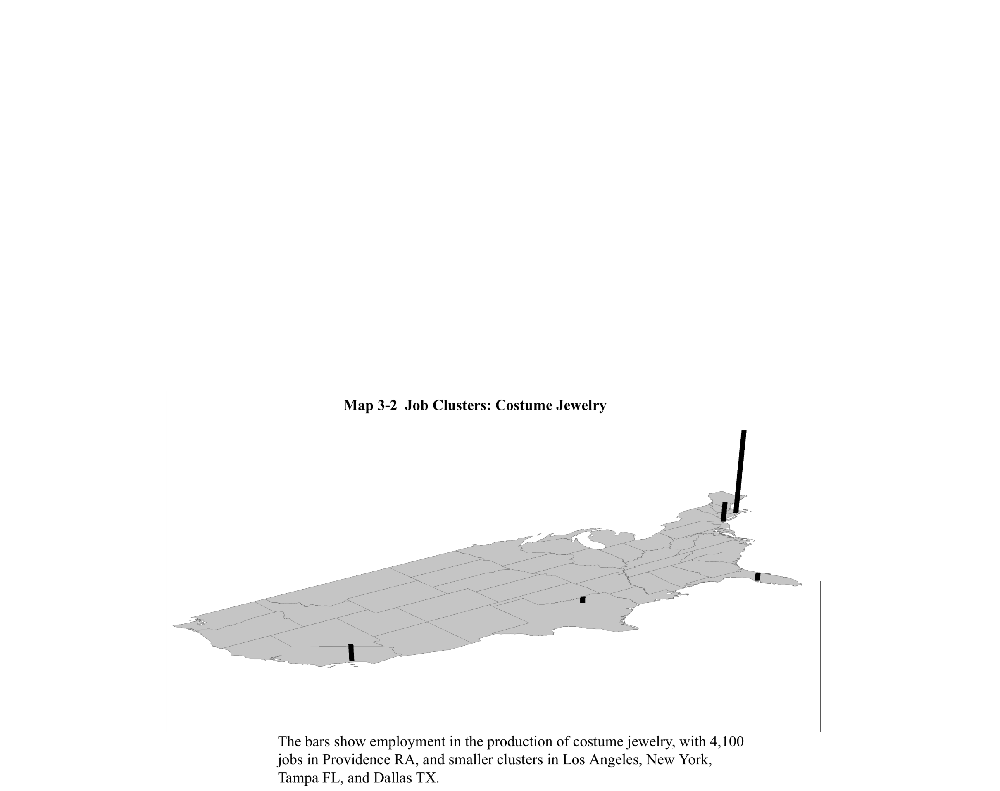 Map 3-2  Job Clusters: Costume Jewelry
The bars show employment in the production of costume jewelry, with 4,100
jobs in Providence RA, and smaller clusters in Los Angeles, New York,
Tampa FL, and Dallas TX.